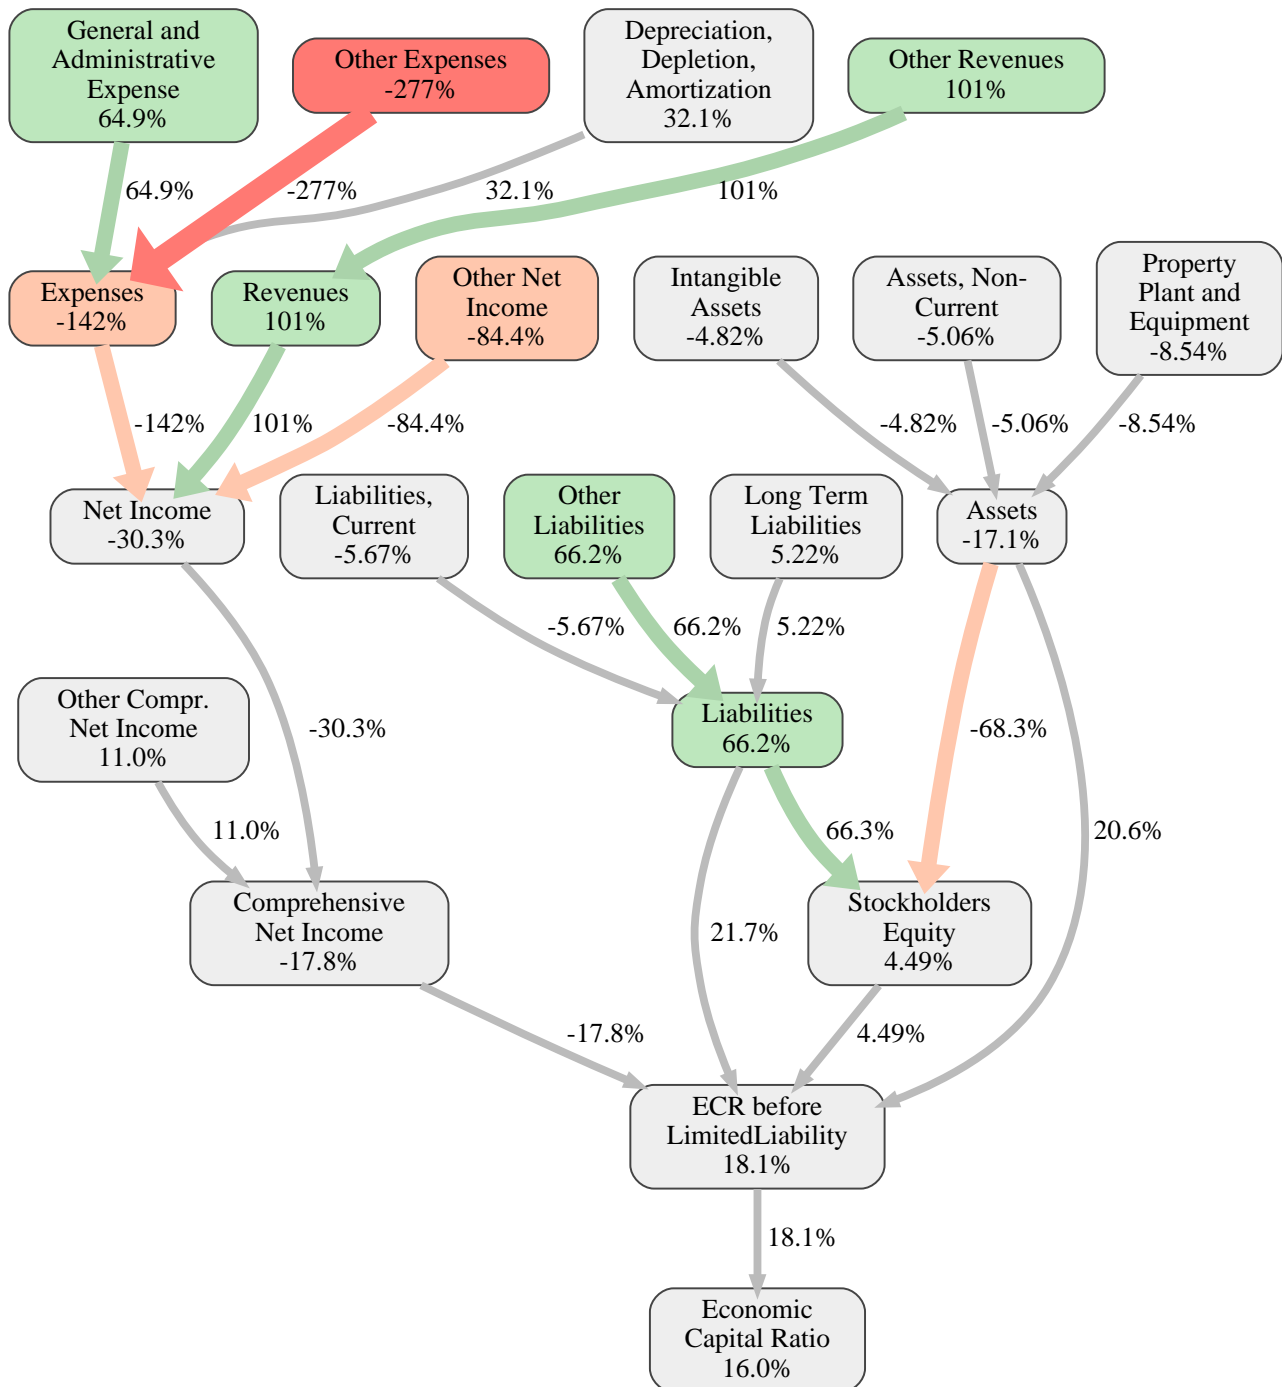 General and
Administrative
Expense
64.9%
Other Expenses
-277%
Depreciation,
Depletion,
Amortization
32.1%
Other Revenues
101%
64.9%
-277%
32.1%
101%
Expenses
-142%
Revenues
101%
Other Net
Income
-84.4%
Intangible
Assets
-4.82%
Assets, Non-
Current
-5.06%
Property
Plant and
Equipment
-8.54%
-142%
101%
-84.4%
-4.82%
-5.06%
-8.54%
Net Income
-30.3%
Liabilities,
Current
-5.67%
Other
Liabilities
66.2%
Long Term
Liabilities
5.22%
Assets
-17.1%
-5.67%
66.2%
5.22%
Other Compr.
Net Income
11.0%
-30.3%
Liabilities
66.2%
-68.3%
11.0%
66.3%
20.6%
Comprehensive
Net Income
-17.8%
21.7%
Stockholders
Equity
4.49%
-17.8%
4.49%
ECR before
LimitedLiability
18.1%
18.1%
Economic
Capital Ratio
16.0%